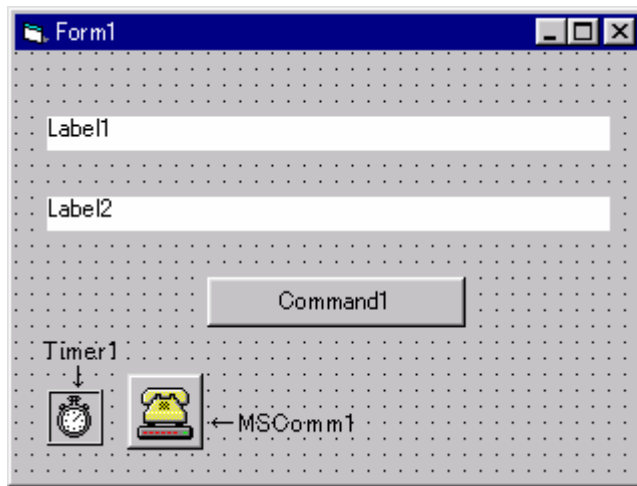 Form1
Label1
Label2
Command1
Timer1
↓
←MSComm1